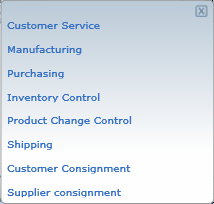 Customer Service
Manufacturing
Purchasing
Inventory Control
Product Change Control
Shipping
Customer Consignment
Supplier consignment